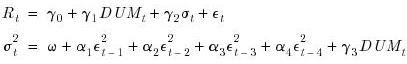 R_t = γ_0 + γ_1 DUM_t + γ_2 σ_t + ϵ_t
σ_t^2 = ω + α_1 ϵ_{t-1}^2 + α_2 ϵ_{t-2}^2 + α_3 ϵ_{t-3}^2 + α_4 ϵ_{t-4}^2 + γ_3 DUM_t